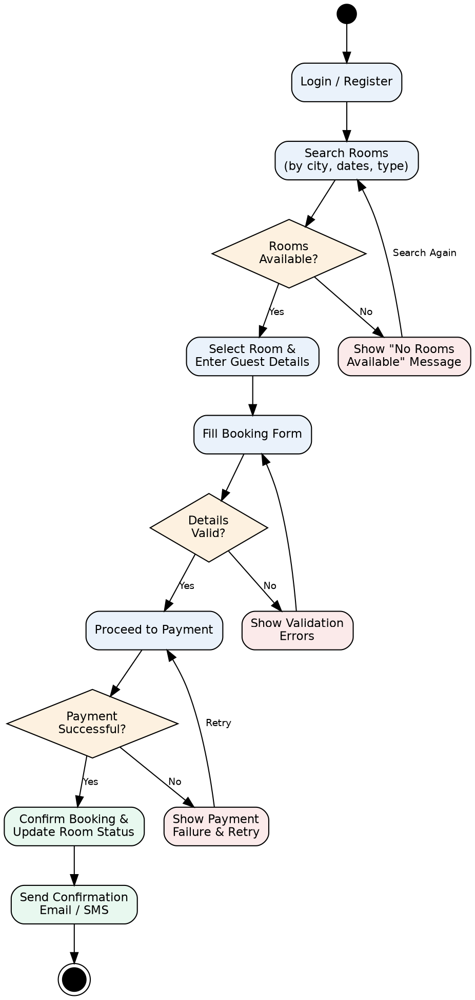 Login / Register
Search Rooms
(by city, dates, type)
Rooms
Available?
Search Again
Yes
No
Select Room &
Enter Guest Details
Show "No Rooms
Available" Message
Fill Booking Form
Details
Valid?
Yes
No
Proceed to Payment
Show Validation
Errors
Payment
Successful?
Retry
Yes
No
Confirm Booking &
Update Room Status
Show Payment
Failure & Retry
Send Confirmation
Email / SMS